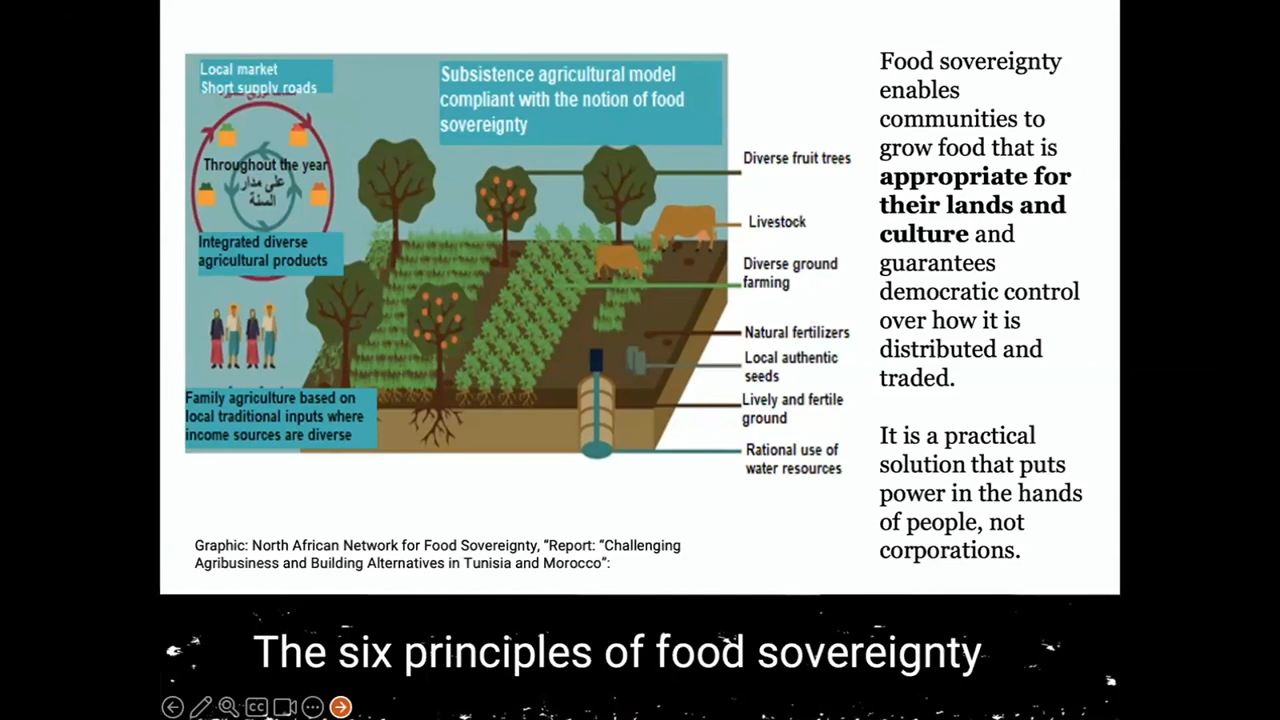 Local market
Short supply roads
Throughout the year
على مدار
السنة
Integrated diverse
agricultural products
Family agriculture based on
local traditional inputs where
income sources are diverse
Subsistence agricultural model
compliant with the notion of food
sovereignty
Diverse fruit trees
Livestock
Diverse ground
farming
Natural fertilizers
Local authentic
seeds
Lively and fertile
ground
Rational use of
water resources
Graphic: North African Network for Food Sovereignty, “Report: “Challenging
Agribusiness and Building Alternatives in Tunisia and Morocco”:
Food sovereignty
enables
communities to
grow food that is
appropriate for
their lands and
culture and
guarantees
democratic control
over how it is
distributed and
traded.
It is a practical
solution that puts
power in the hands
of people, not
corporations.
The six principles of food sovereignty
CC